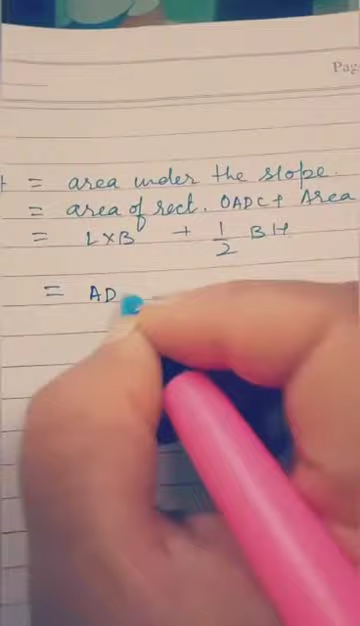 Pag
= area under the slope.
= area of rect. OADC + Area
= L×B + 1/2 BH
= AD